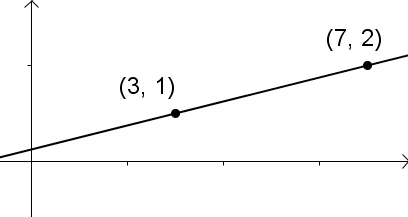 (7, 2)
(3, 1)